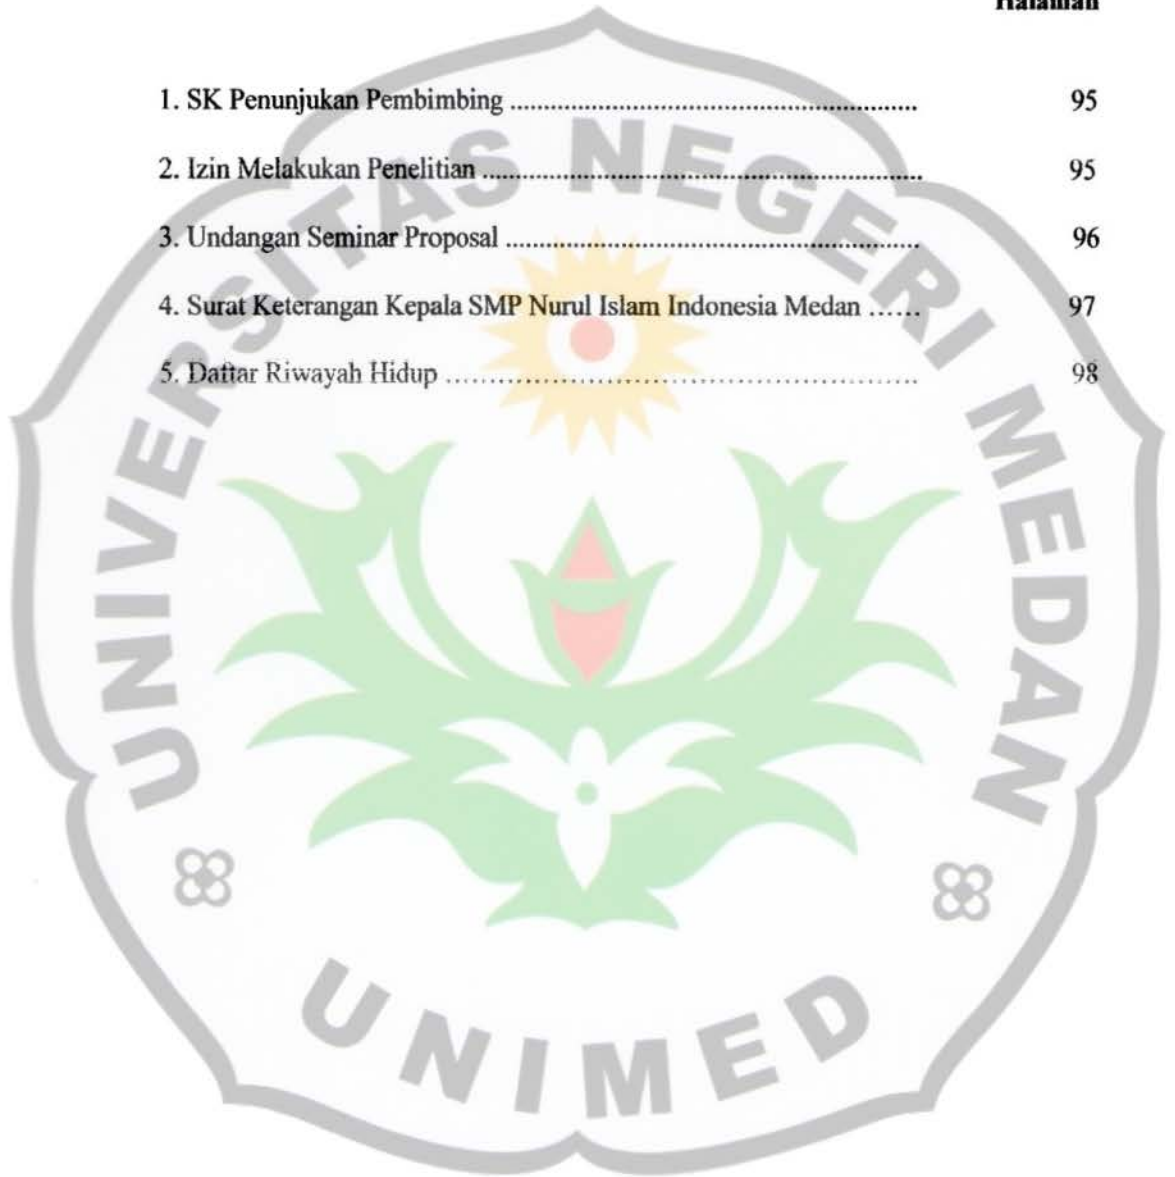 Halaman
1. SK Penunjukan Pembimbing ........................................................ 95
2. Izin Melakukan Penelitian ............................................................ 95
3. Undangan Seminar Proposal ......................................................... 96
4. Surat Keterangan Kepala SMP Nurul Islam Indonesia Medan ...... 97
5. Daftar Riwayah Hidup .................................................... 98
UNIVERSITAS NEGERI MEDAN
UNIMED